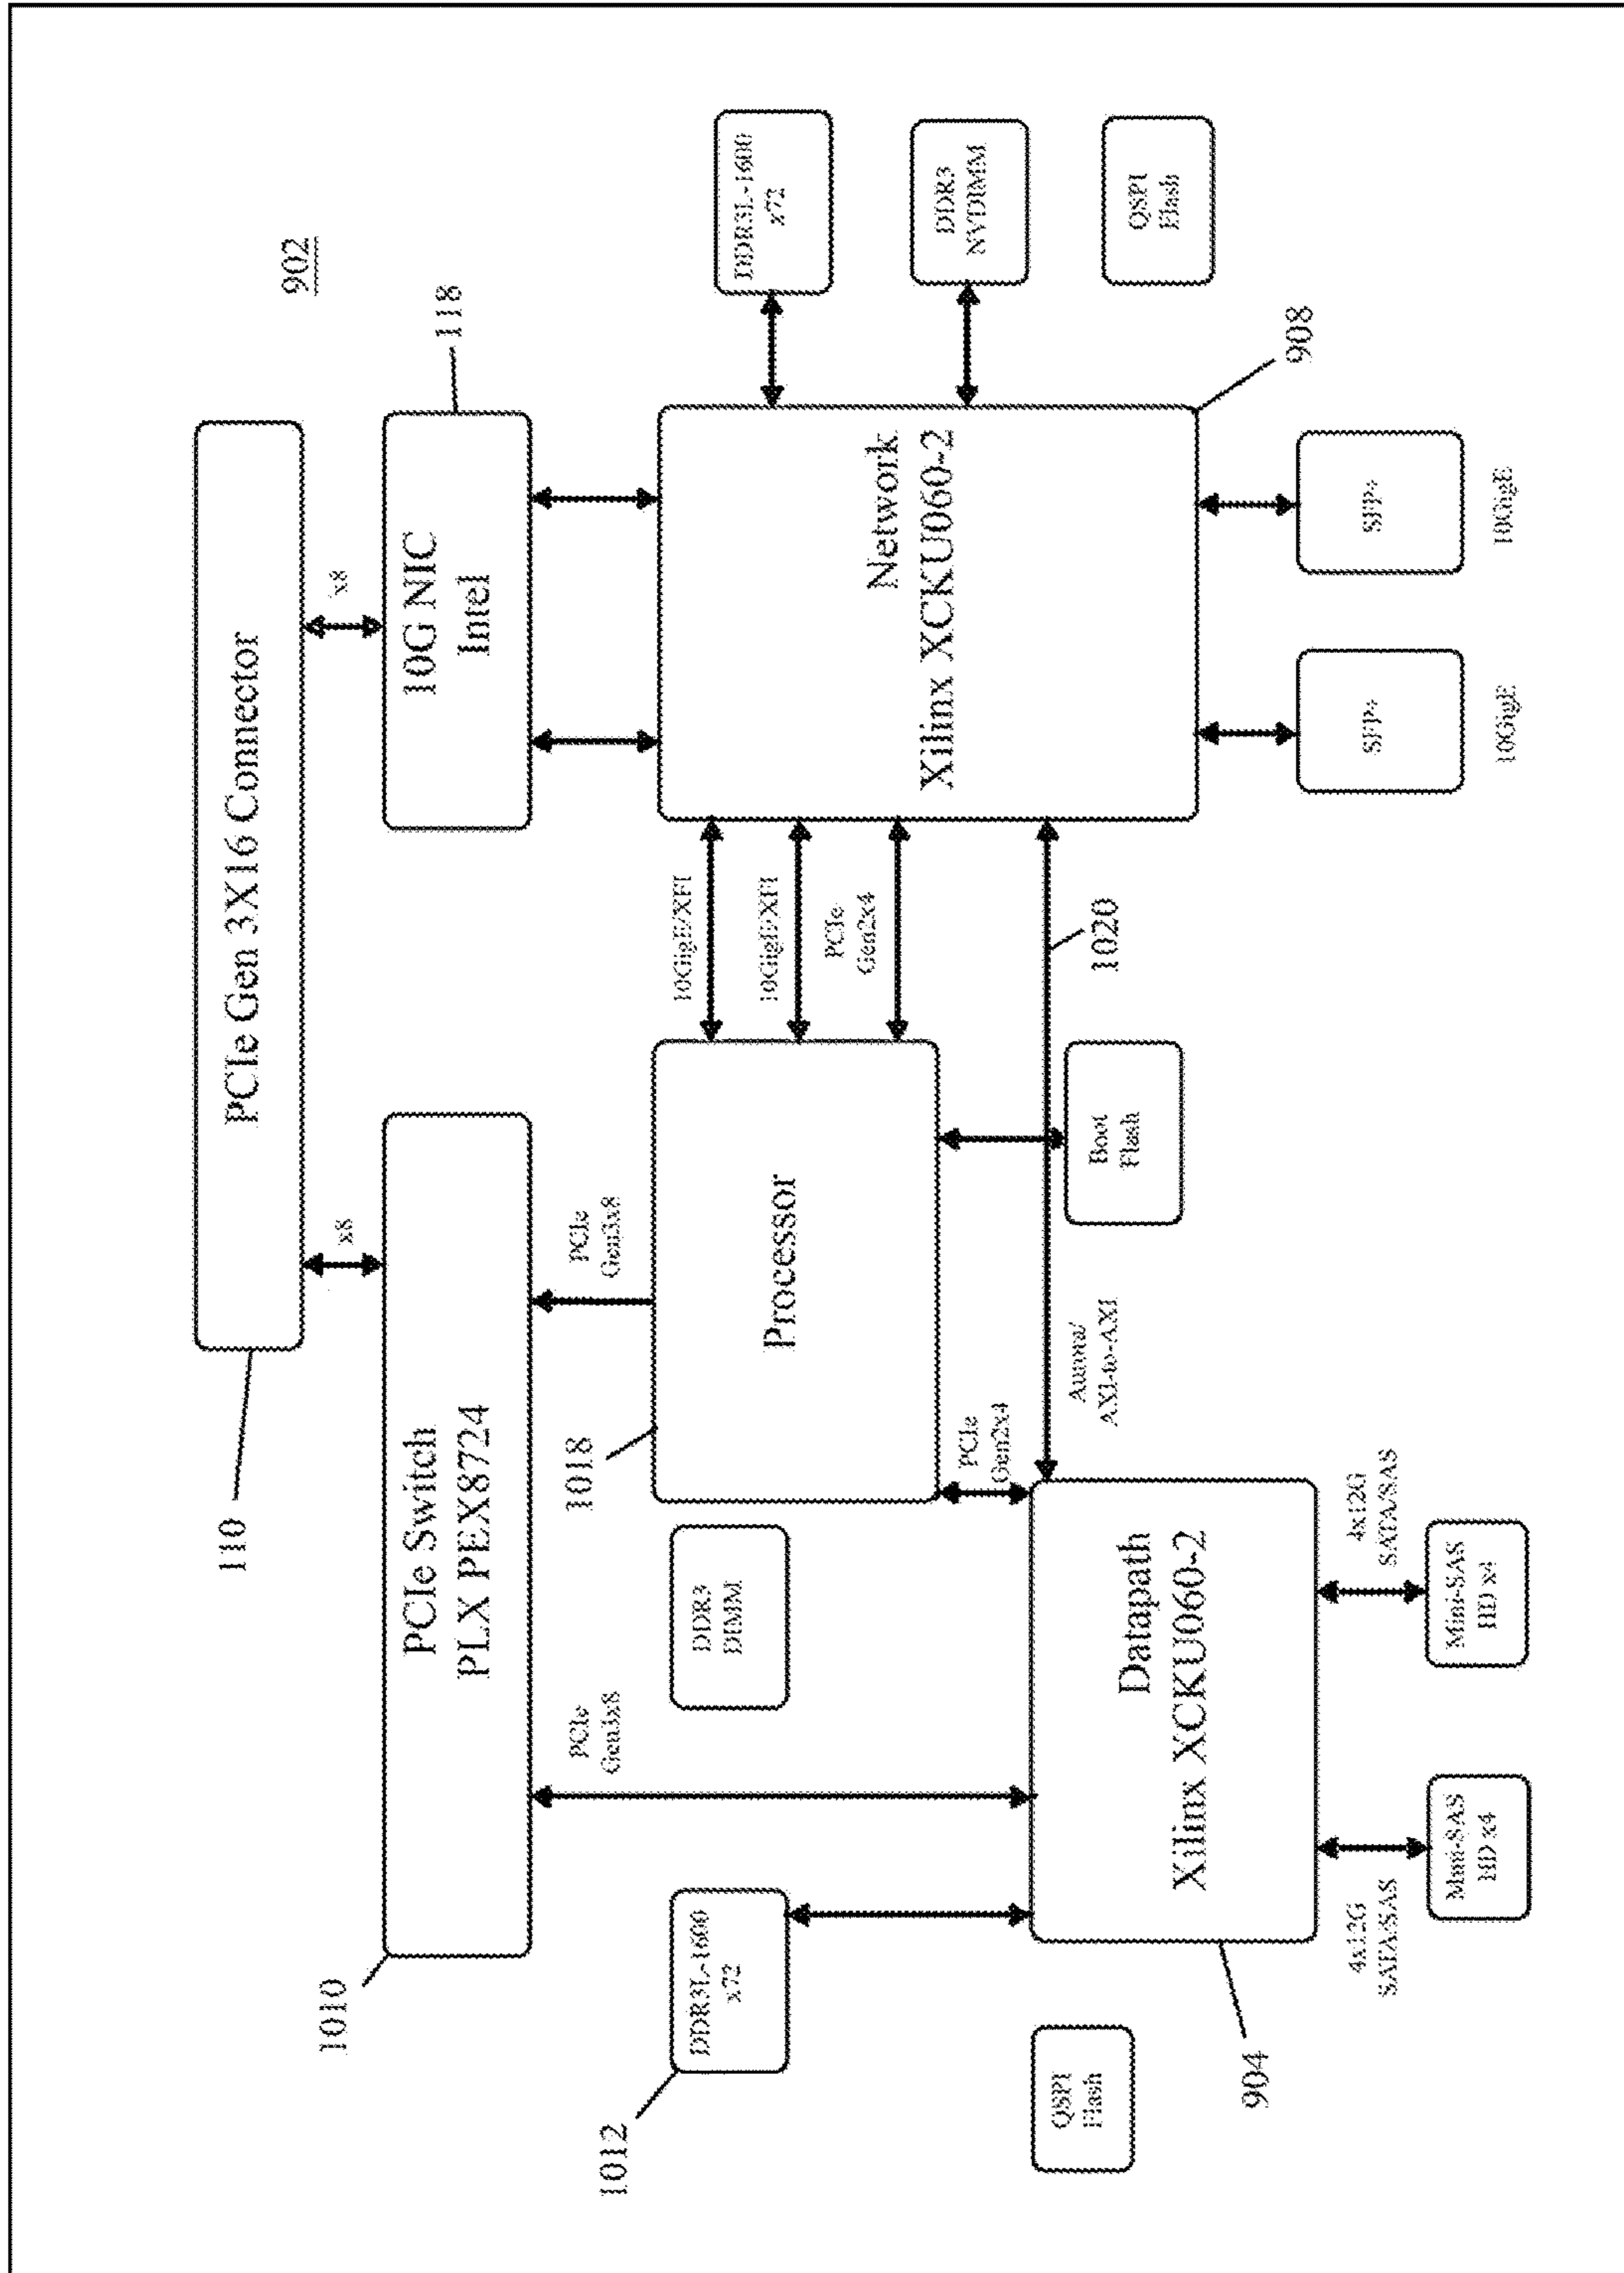 902
PCIe Gen 3X16 Connector
110
x8
x8
PCIe Switch
PLX PEX8724
1010
10G NIC
Intel
118
PCIe
Gen3x8
PCIe
Gen3x8
DDR3L-1600
x72
1012
DDR3
DIMM
Processor
1018
10GigE/XFI
10GigE/XFI
PCIe
Gen2x4
Network
Xilinx XCKU060-2
908
DDR3L-1600
x72
DDR3
NVDIMM
QSPI
Flash
PCIe
Gen2x4
Aurora/
AXI-to-AXI
1020
Boot
Flash
QSPI
Flash
Datapath
Xilinx XCKU060-2
904
4x12G
SATA/SAS
4x12G
SATA/SAS
Mini-SAS
HD x4
Mini-SAS
HD x4
SFP+
SFP+
10GigE
10GigE